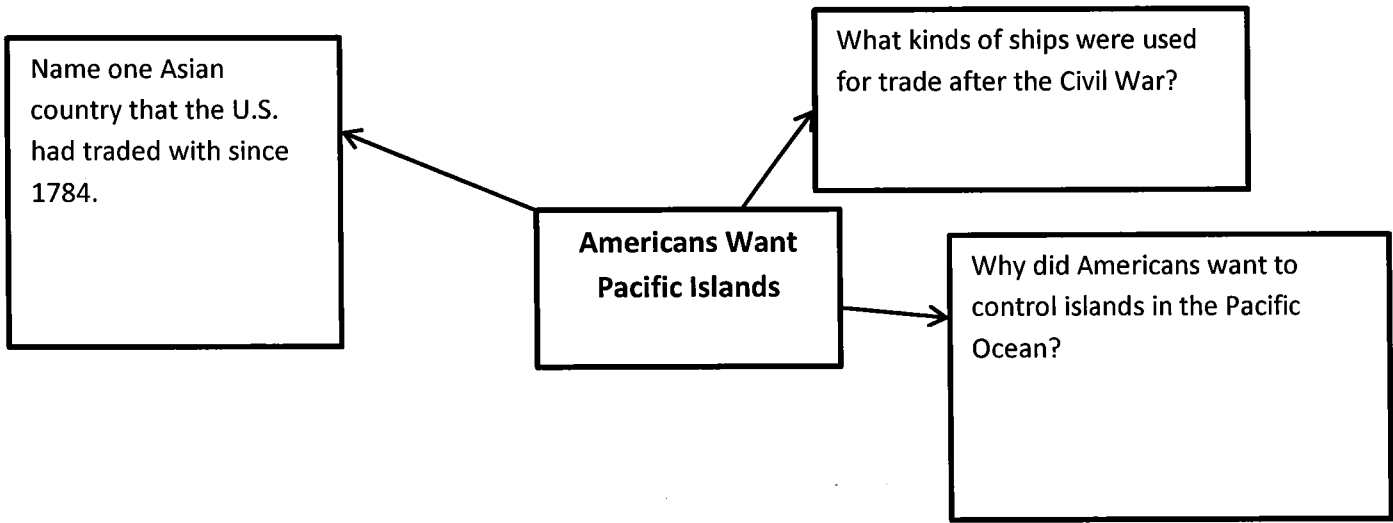 Name one Asian
country that the U.S.
had traded with since
1784.
What kinds of ships were used
for trade after the Civil War?
Americans Want
Pacific Islands
Why did Americans want to
control islands in the Pacific
Ocean?